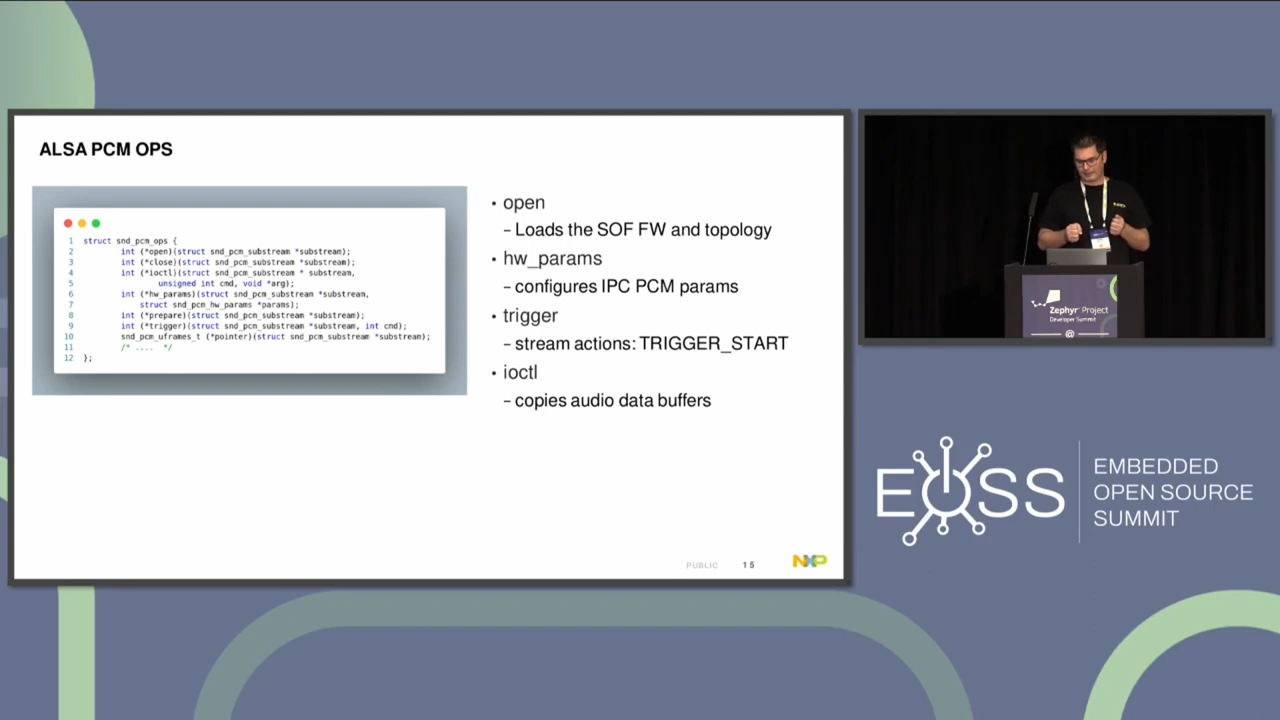 ALSA PCM OPS
1 struct snd_pcm_ops {
2 int (*open)(struct snd_pcm_substream *substream);
3 int (*close)(struct snd_pcm_substream *substream);
4 int (*ioctl)(struct snd_pcm_substream * substream,
5 unsigned int cmd, void *arg);
6 int (*hw_params)(struct snd_pcm_substream *substream,
7 struct snd_pcm_hw_params *params);
8 int (*prepare)(struct snd_pcm_substream *substream);
9 int (*trigger)(struct snd_pcm_substream *substream, int cmd);
10 snd_pcm_uframes_t (*pointer)(struct snd_pcm_substream *substream);
11 /* .... */
12 };
• open
– Loads the SOF FW and topology
• hw_params
– configures IPC PCM params
• trigger
– stream actions: TRIGGER_START
• ioctl
– copies audio data buffers
PUBLIC 15 NXP
Zephyr Project
Developer Summit
@
EOSS
EMBEDDED
OPEN SOURCE
SUMMIT